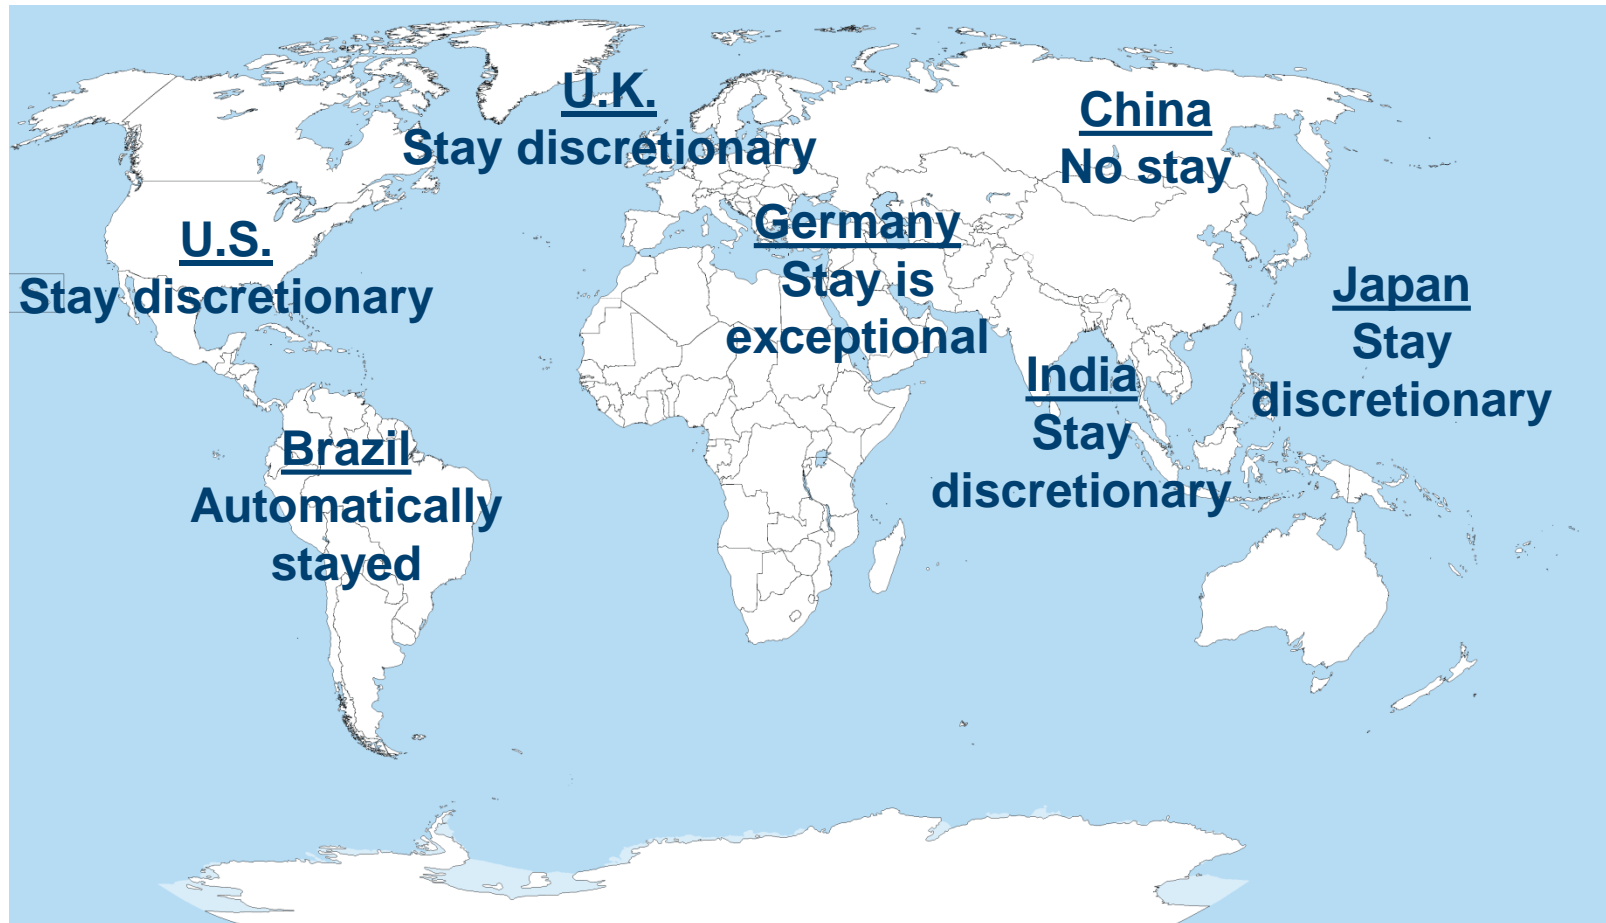 U.K.
Stay discretionary
China
No stay
U.S.
Stay discretionary
Germany
Stay is
exceptional
Japan
Stay
discretionary
India
Stay
discretionary
Brazil
Automatically
stayed